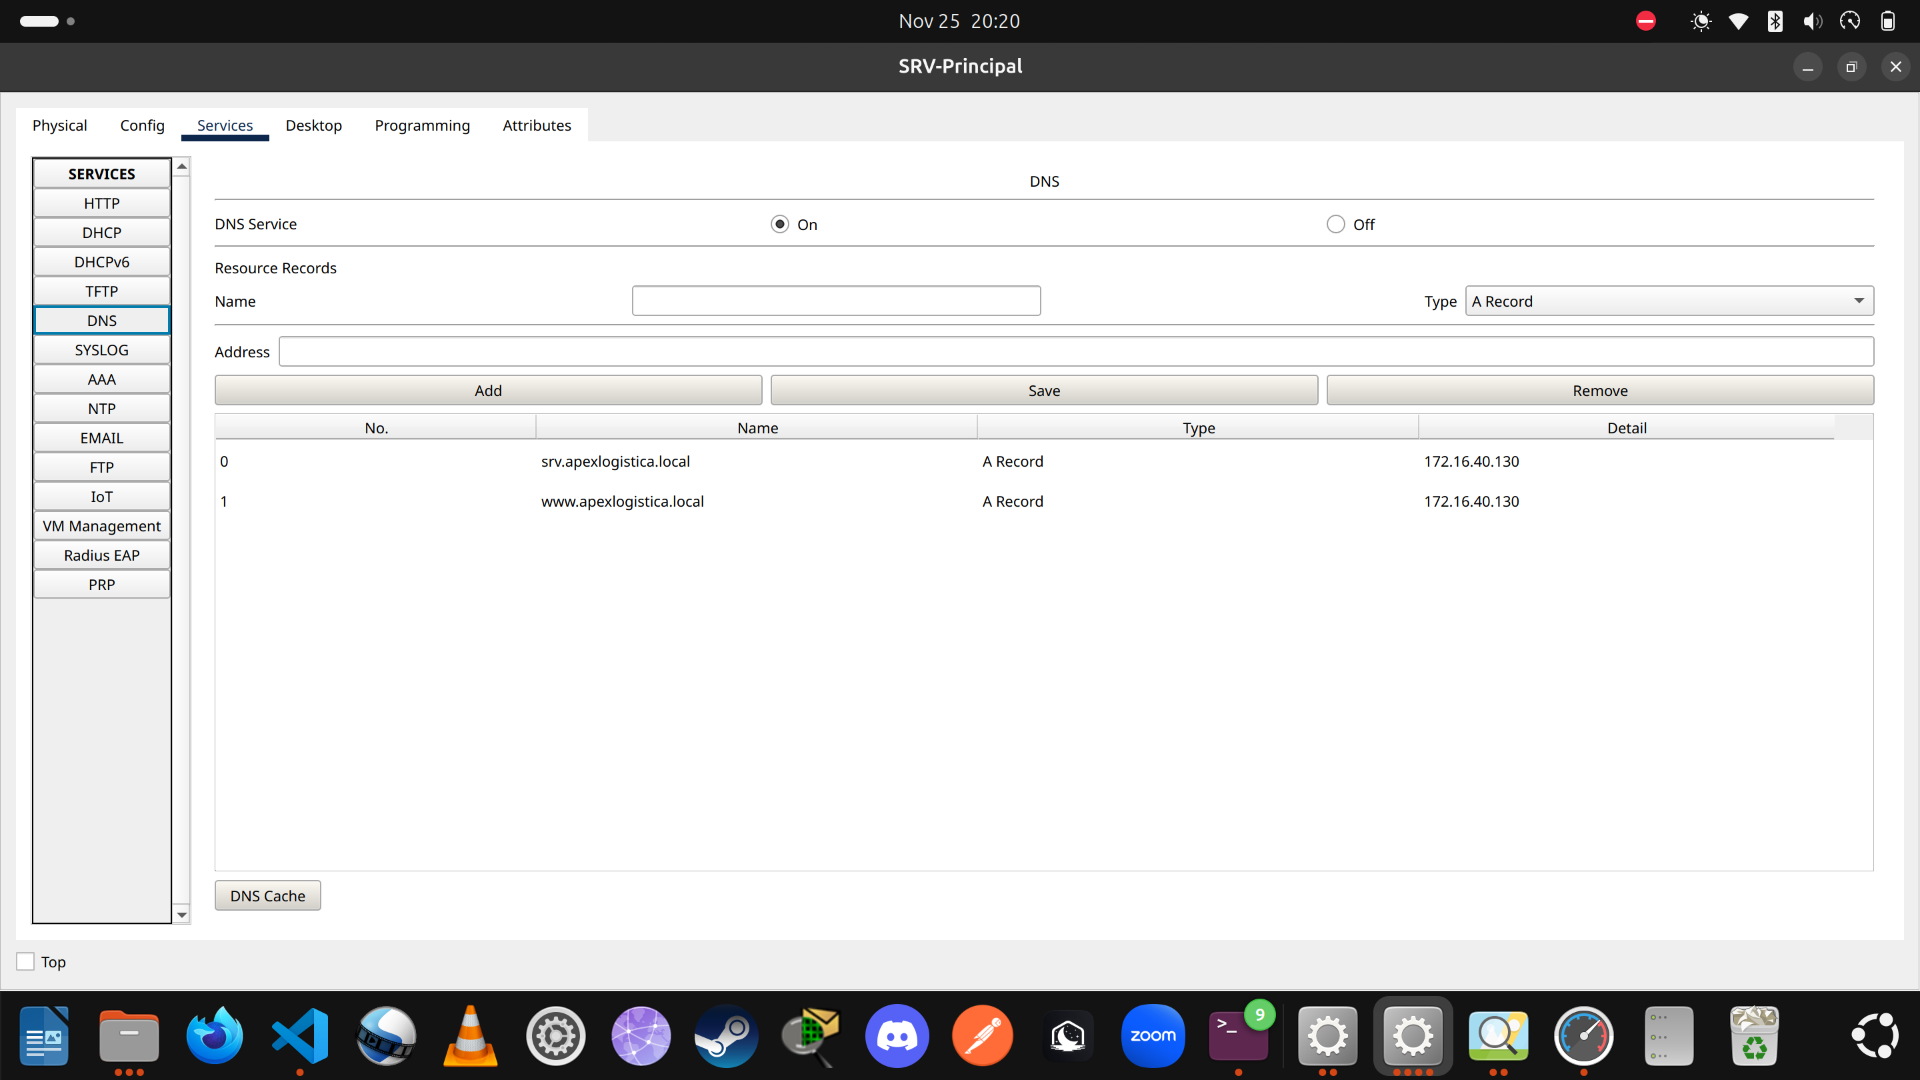 Nov 25 20:20
SRV-Principal
Physical Config Services Desktop Programming Attributes
SERVICES
HTTP
DHCP
DHCPv6
TFTP
DNS
SYSLOG
AAA
NTP
EMAIL
FTP
IoT
VM Management
Radius EAP
PRP
DNS
DNS Service On Off
Resource Records
Name Type A Record
Address
Add Save Remove
No. Name Type Detail
0 srv.apexlogistica.local A Record 172.16.40.130
1 www.apexlogistica.local A Record 172.16.40.130
DNS Cache
Top
zoom
>_
9